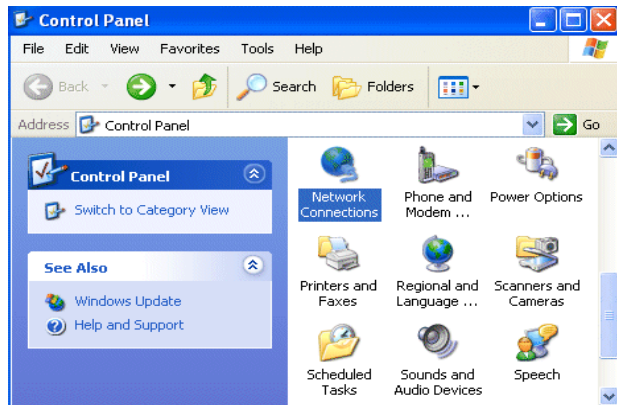 Control Panel
File Edit View Favorites Tools Help
Back Search Folders
Address Control Panel Go
Control Panel
Switch to Category View
See Also
Windows Update
Help and Support
Network Connections
Phone and Modem ...
Power Options
Printers and Faxes
Regional and Language ...
Scanners and Cameras
Scheduled Tasks
Sounds and Audio Devices
Speech